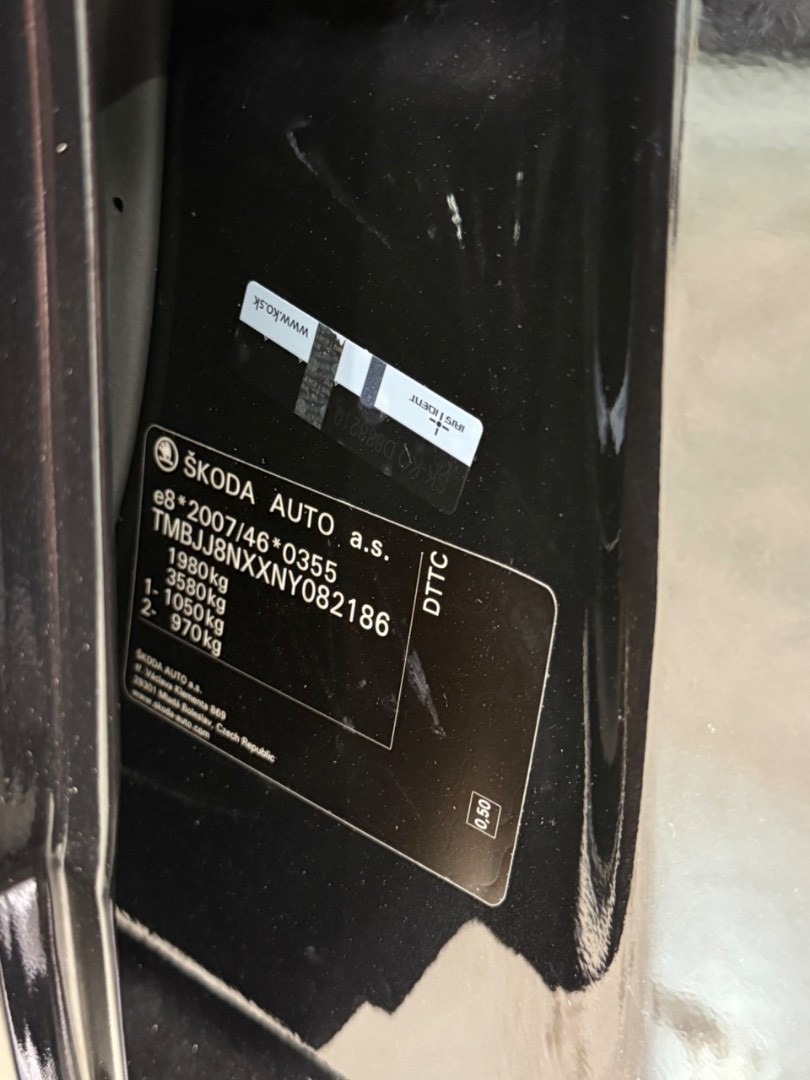 www.ko.sk
IRIS IDENT
ŠKODA AUTO a.s.
e8*2007/46*0355
TMBJJ8NXXNY082186
1980kg
3580kg
1- 1050kg
2- 970kg
DTTC
ŠKODA AUTO a.s.
tř. Václava Klementa 869
29301 Mladá Boleslav, Czech Republic
www.skoda-auto.com
0,50